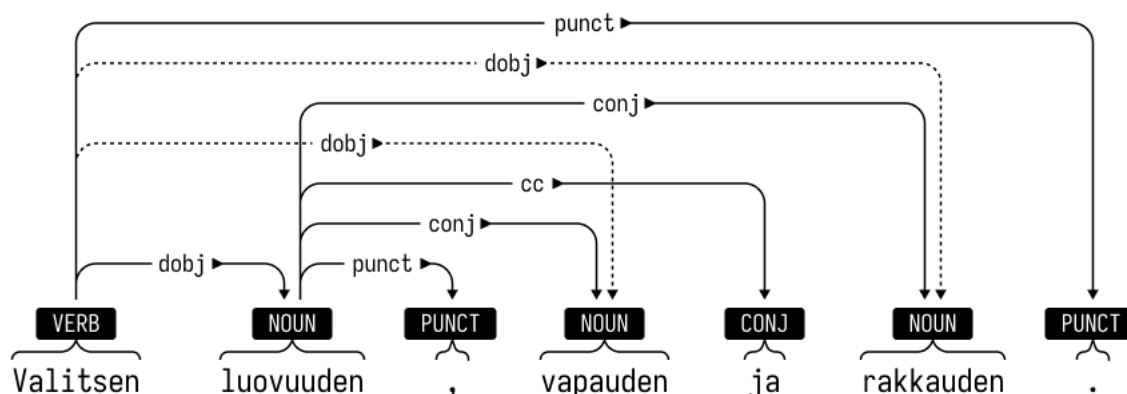 punct
dobj
conj
dobj
cc
conj
dobj punct
VERB NOUN PUNCT NOUN CONJ NOUN PUNCT
Valitsen luovuuden , vapauden ja rakkauden .